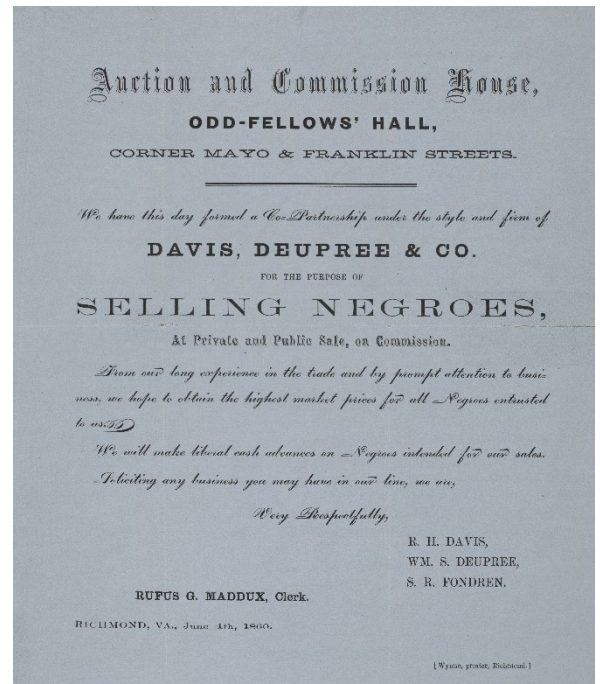 Auction and Commission House,
ODD-FELLOWS' HALL,
CORNER MAYO & FRANKLIN STREETS.
We have this day formed a Co-Partnership under the style and firm of
DAVIS, DEUPREE & CO.
FOR THE PURPOSE OF
SELLING NEGROES,
At Private and Public Sale, on Commission.
From our long experience in the trade and by prompt attention to busi-
ness, we hope to obtain the highest market prices for all Negroes entrusted
to us.
We will make liberal cash advances on Negroes intended for our sales.
Soliciting any business you may have in our line, we are,
Very Respectfully,
R. H. DAVIS,
WM. S. DEUPREE,
S. R. FONDREN.
RUFUS G. MADDUX, Clerk.
RICHMOND, VA., June 4th, 1860.
[Wynne, printer, Richmond.]